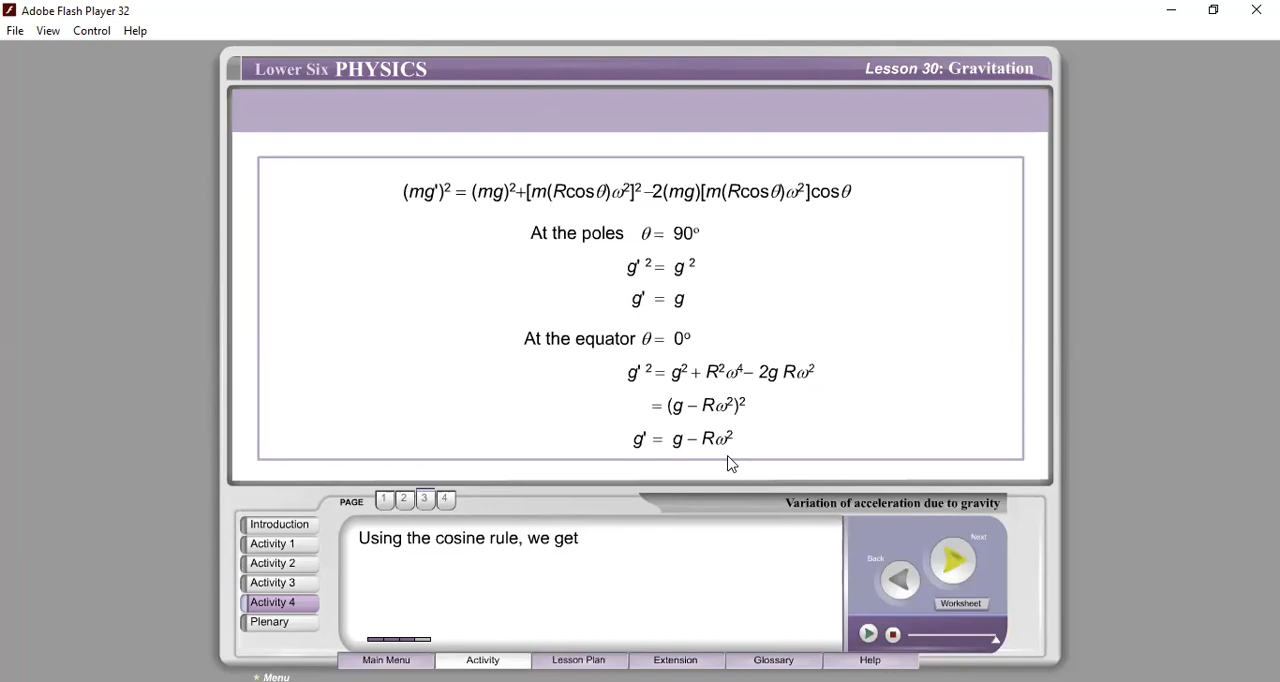 Adobe Flash Player 32
File View Control Help
Lower Six PHYSICS
Lesson 30: Gravitation
(mg')² = (mg)²+[m(Rcosθ)ω²]²–2(mg)[m(Rcosθ)ω²]cosθ
At the poles θ = 90°
g' ² = g ²
g' = g
At the equator θ = 0°
g' ² = g² + R²ω⁴ – 2g Rω²
= (g – Rω²)²
g' = g – Rω²
PAGE 1 2 3 4
Variation of acceleration due to gravity
Introduction
Activity 1
Activity 2
Activity 3
Activity 4
Plenary
Using the cosine rule, we get
Next
Back
Worksheet
Main Menu Activity Lesson Plan Extension Glossary Help
Menu